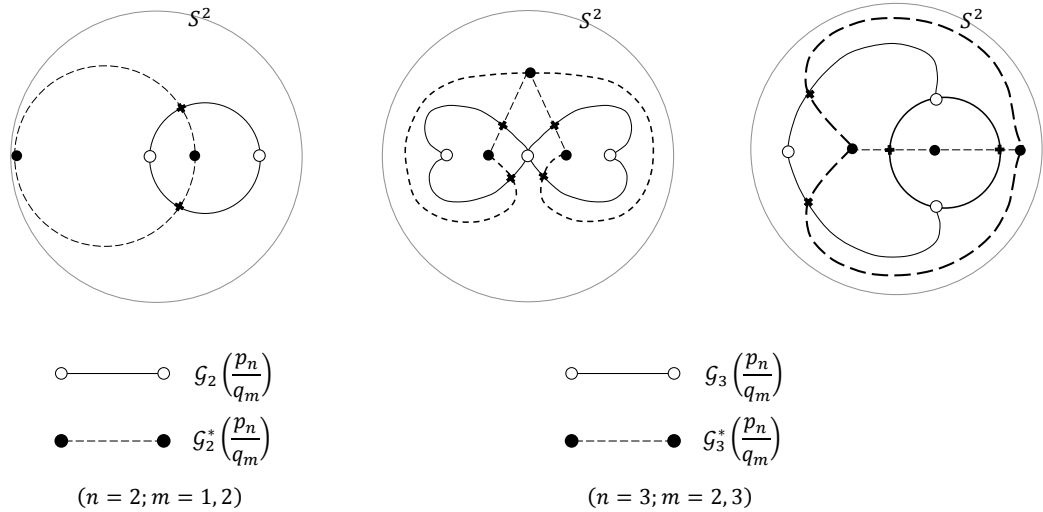 S²
S²
S²
𝒢₂(pₙ/qₘ)
𝒢₃(pₙ/qₘ)
𝒢₂*(pₙ/qₘ)
𝒢₃*(pₙ/qₘ)
(n = 2; m = 1, 2)
(n = 3; m = 2, 3)